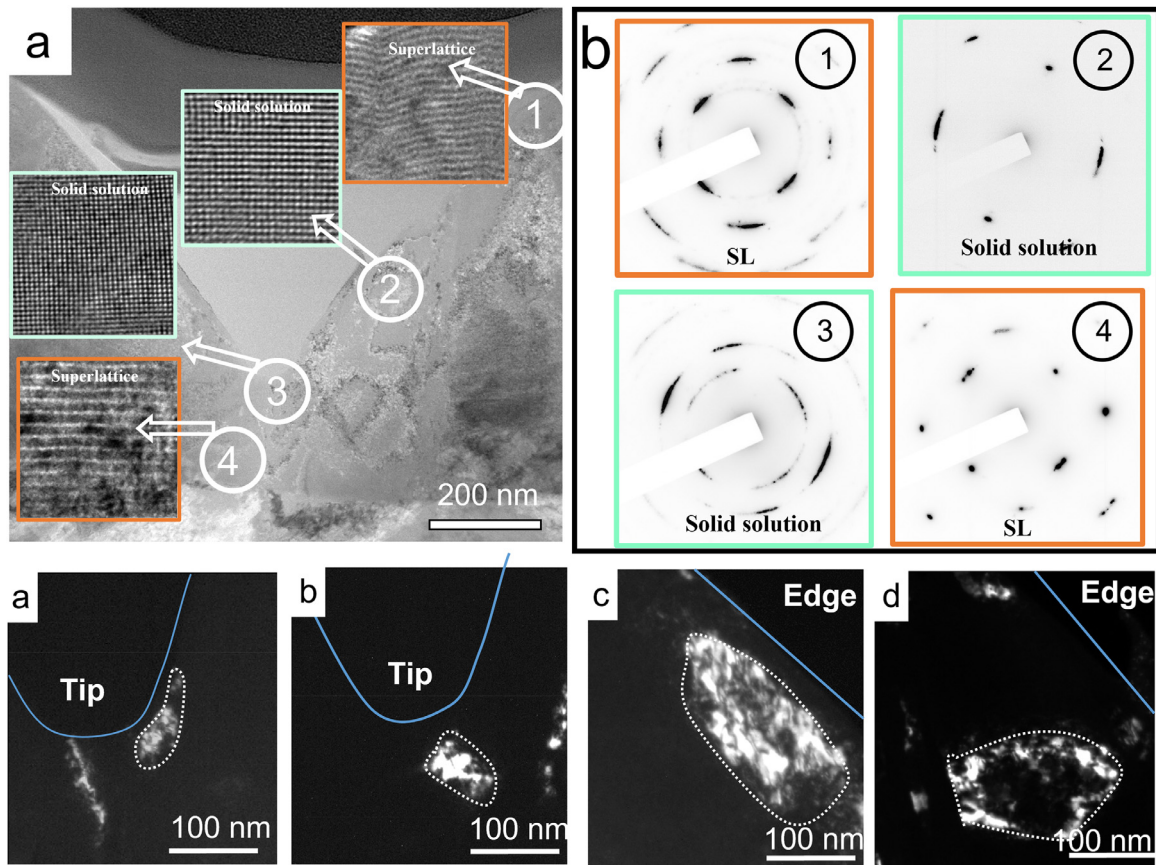 a
Superlattice
1
Solid solution
2
Solid solution
3
Superlattice
4
200 nm
b
1
SL
2
Solid solution
3
Solid solution
4
SL
a
Tip
100 nm
b
Tip
100 nm
c
Edge
100 nm
d
Edge
100 nm